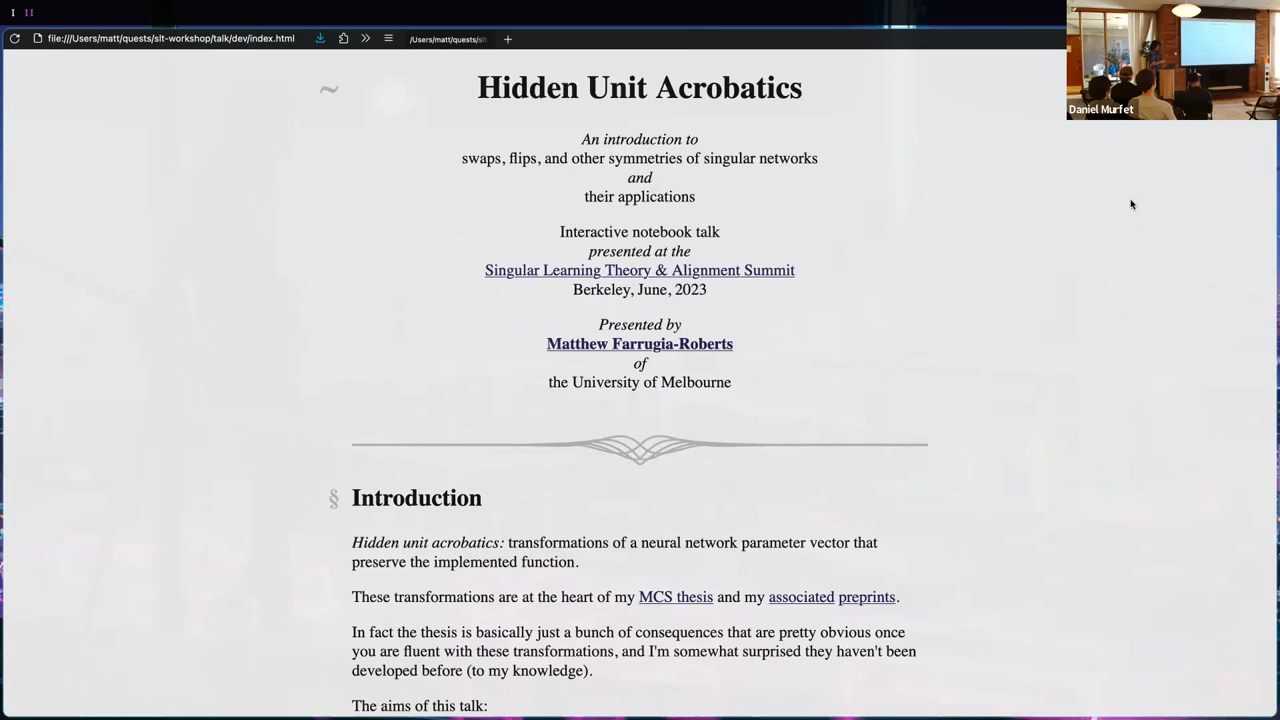 I II
file:///Users/matt/quests/slt-workshop/talk/dev/index.html
/Users/matt/quests/slt
Daniel Murfet
~
Hidden Unit Acrobatics
An introduction to
swaps, flips, and other symmetries of singular networks
and
their applications
Interactive notebook talk
presented at the
Singular Learning Theory & Alignment Summit
Berkeley, June, 2023
Presented by
Matthew Farrugia-Roberts
of
the University of Melbourne
§ Introduction
Hidden unit acrobatics: transformations of a neural network parameter vector that
preserve the implemented function.
These transformations are at the heart of my MCS thesis and my associated preprints.
In fact the thesis is basically just a bunch of consequences that are pretty obvious once
you are fluent with these transformations, and I'm somewhat surprised they haven't been
developed before (to my knowledge).
The aims of this talk: